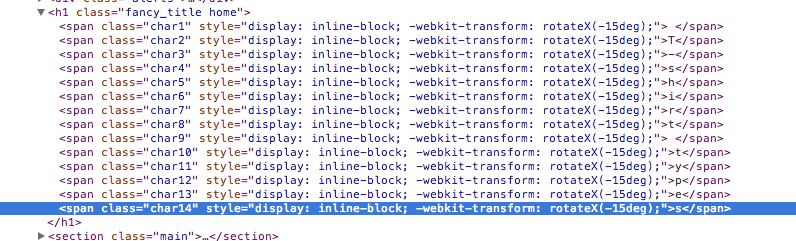 ▶<div class="alerts">…</div>
▼<h1 class="fancy_title home">
<span class="char1" style="display: inline-block; -webkit-transform: rotateX(-15deg);"> </span>
<span class="char2" style="display: inline-block; -webkit-transform: rotateX(-15deg);">T</span>
<span class="char3" style="display: inline-block; -webkit-transform: rotateX(-15deg);">-</span>
<span class="char4" style="display: inline-block; -webkit-transform: rotateX(-15deg);">s</span>
<span class="char5" style="display: inline-block; -webkit-transform: rotateX(-15deg);">h</span>
<span class="char6" style="display: inline-block; -webkit-transform: rotateX(-15deg);">i</span>
<span class="char7" style="display: inline-block; -webkit-transform: rotateX(-15deg);">r</span>
<span class="char8" style="display: inline-block; -webkit-transform: rotateX(-15deg);">t</span>
<span class="char9" style="display: inline-block; -webkit-transform: rotateX(-15deg);"> </span>
<span class="char10" style="display: inline-block; -webkit-transform: rotateX(-15deg);">t</span>
<span class="char11" style="display: inline-block; -webkit-transform: rotateX(-15deg);">y</span>
<span class="char12" style="display: inline-block; -webkit-transform: rotateX(-15deg);">p</span>
<span class="char13" style="display: inline-block; -webkit-transform: rotateX(-15deg);">e</span>
<span class="char14" style="display: inline-block; -webkit-transform: rotateX(-15deg);">s</span>
</h1>
▶<section class="main">…</section>